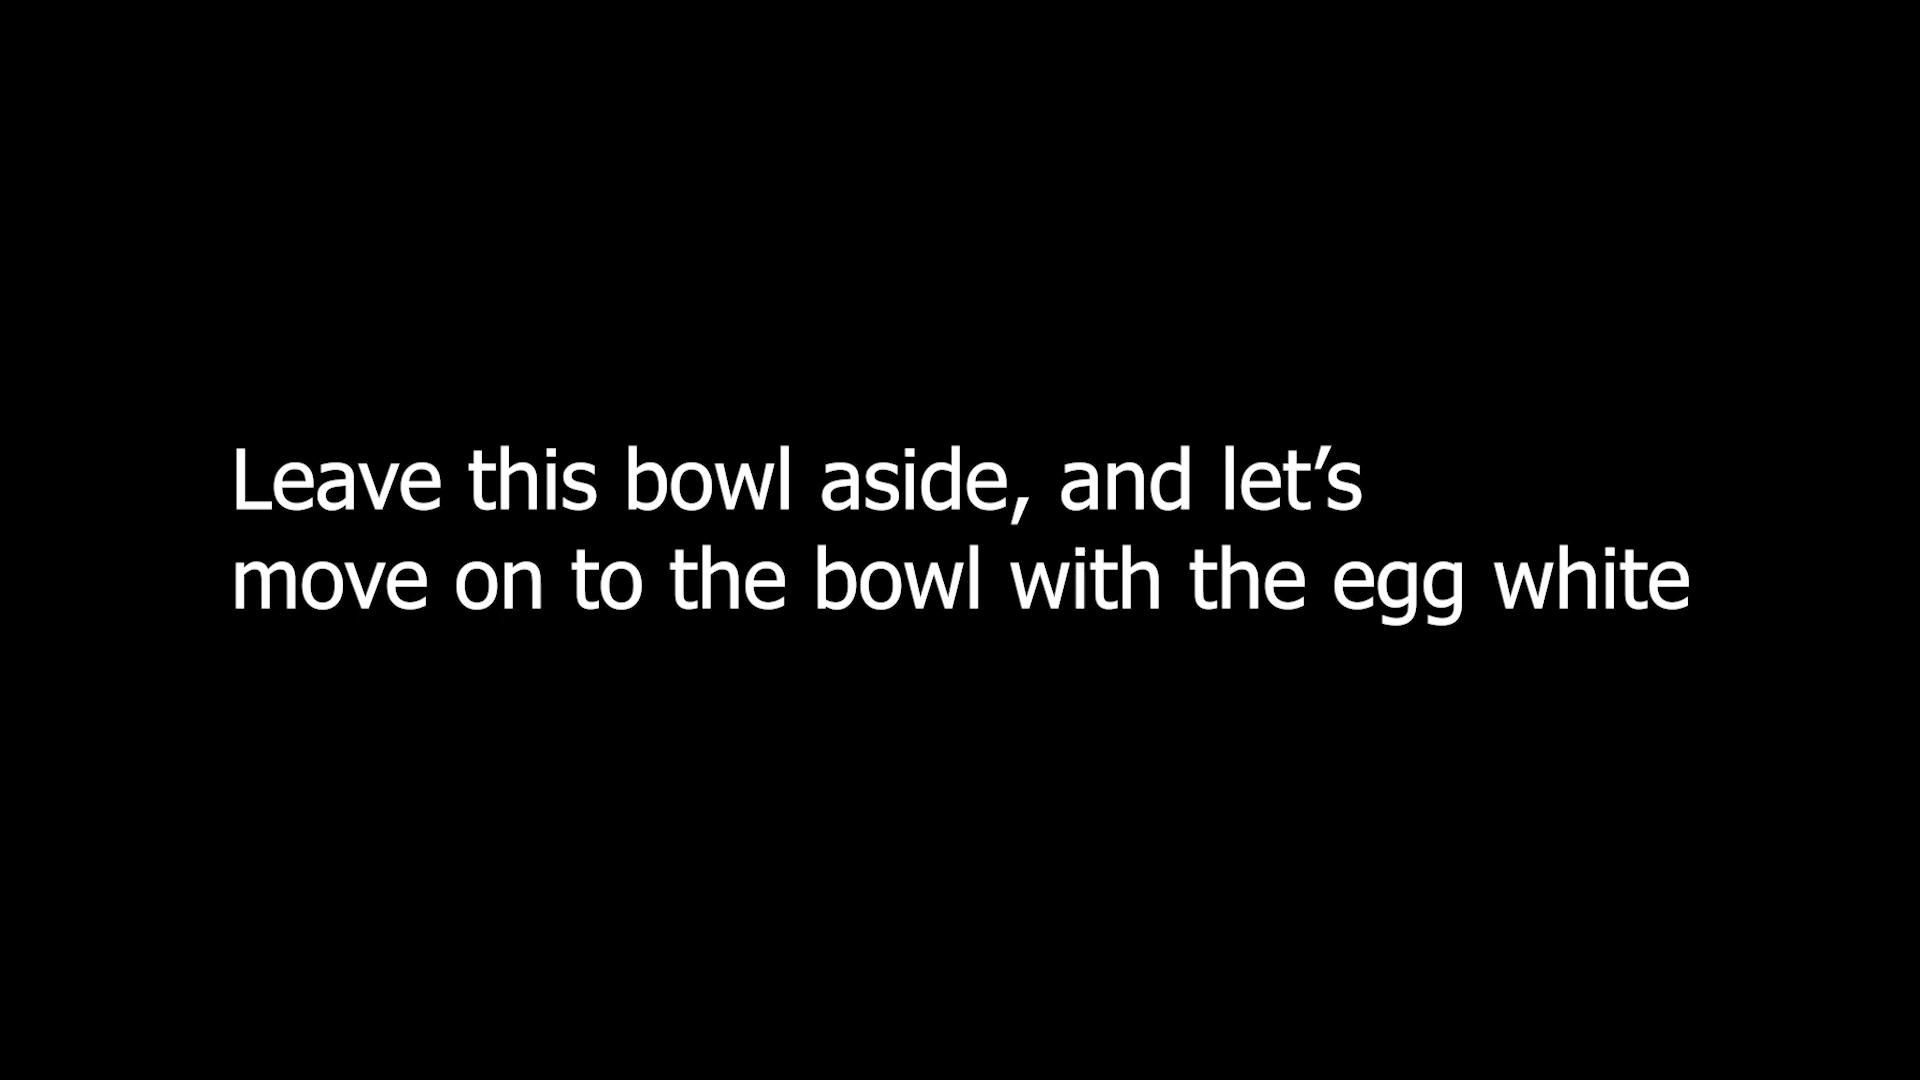 Leave this bowl aside, and let’s
move on to the bowl with the egg white